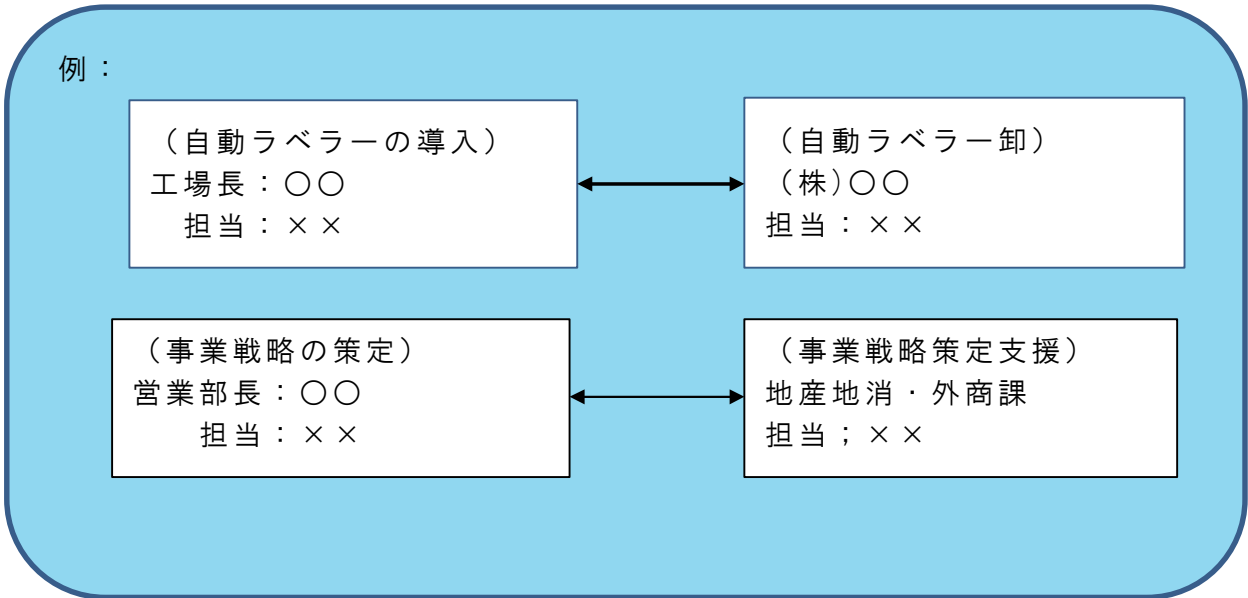 例：
（自動ラベラーの導入）
工場長：〇〇
担当：××
（自動ラベラー卸）
（株）〇〇
担当：××
（事業戦略の策定）
営業部長：〇〇
担当：××
（事業戦略策定支援）
地産地消・外商課
担当；××